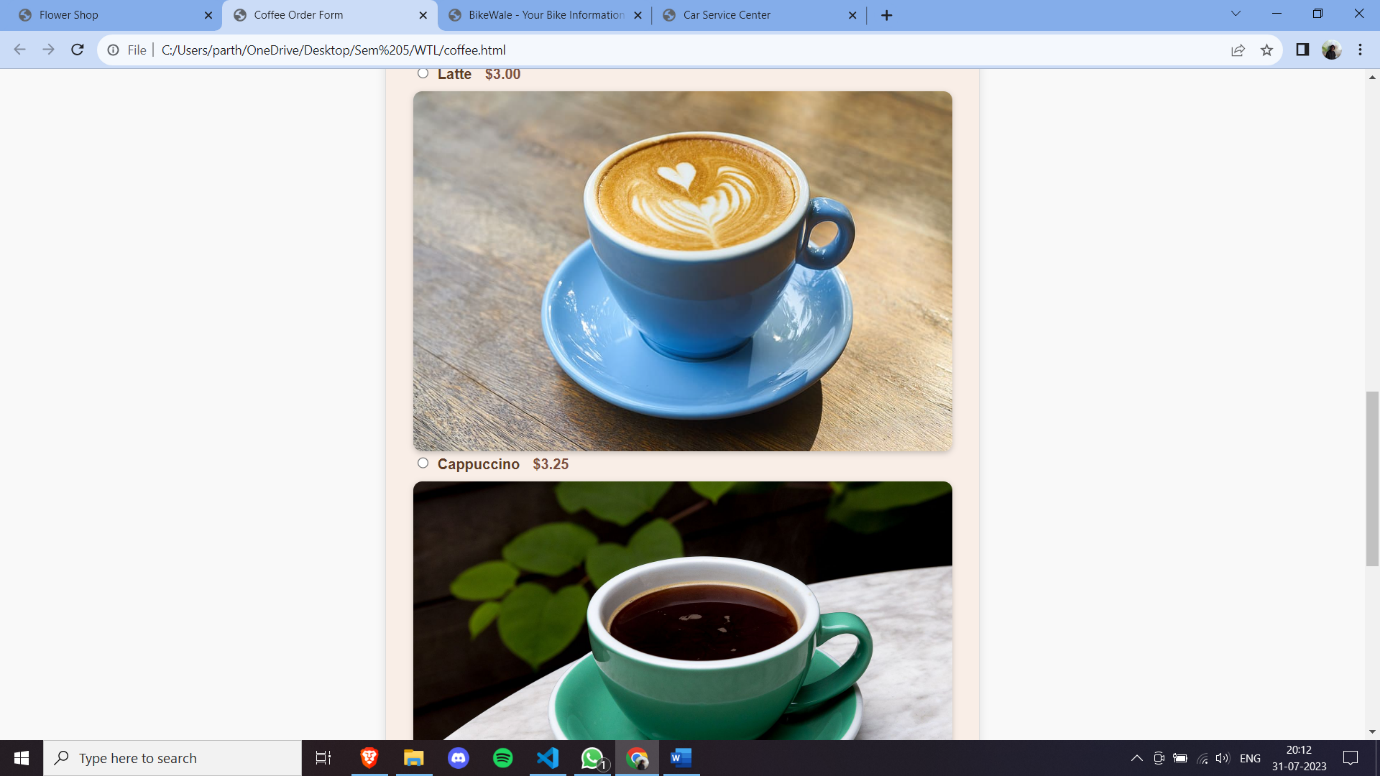 Flower Shop
Coffee Order Form
BikeWale - Your Bike Information
Car Service Center
File
C:/Users/parth/OneDrive/Desktop/Sem%205/WTL/coffee.html
Latte $3.00
Cappuccino $3.25
Type here to search
1
W
ENG
20:12
31-07-2023